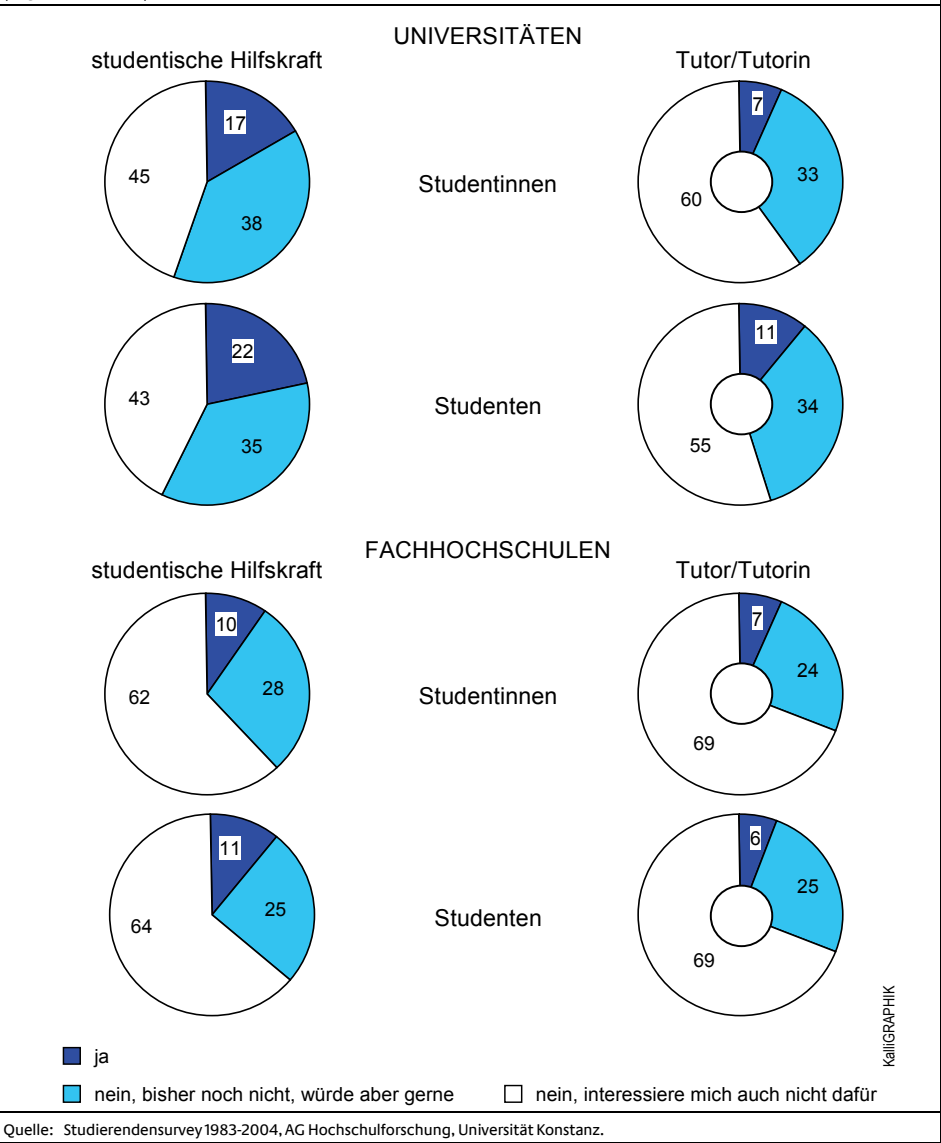 UNIVERSITÄTEN
studentische Hilfskraft
Tutor/Tutorin
17
38
45
Studentinnen
7
33
60
22
35
43
Studenten
11
34
55
FACHHOCHSCHULEN
studentische Hilfskraft
Tutor/Tutorin
10
28
62
Studentinnen
7
24
69
11
25
64
Studenten
6
25
69
KalliGRAPHIK
ja
nein, bisher noch nicht, würde aber gerne
nein, interessiere mich auch nicht dafür
Quelle: Studierendensurvey 1983-2004, AG Hochschulforschung, Universität Konstanz.